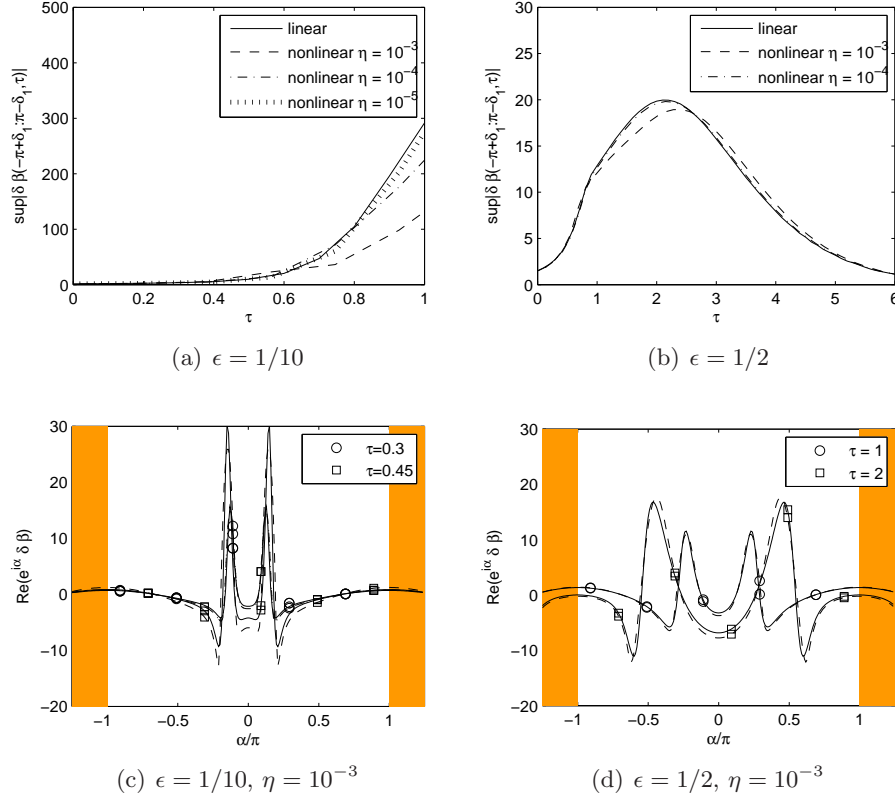 500
450
400
300
200
100
0
sup|δ β(−π+δ₁:π−δ₁,τ)|
linear
nonlinear η = 10⁻³
nonlinear η = 10⁻⁴
nonlinear η = 10⁻⁵
0 0.2 0.4 0.6 0.8 1
τ
(a) ϵ = 1/10
30
25
20
15
10
5
0
sup|δ β(−π+δ₁:π−δ₁,τ)|
linear
nonlinear η = 10⁻³
nonlinear η = 10⁻⁴
0 1 2 3 4 5 6
τ
(b) ϵ = 1/2
30
20
10
0
−10
−20
Re(e^{iα} δ β)
τ=0.3
τ=0.45
−1 −0.5 0 0.5 1
α/π
(c) ϵ = 1/10, η = 10⁻³
30
20
15
10
5
0
−5
−10
−15
−20
Re(e^{iα} δ β)
τ = 1
τ = 2
−1 −0.5 0 0.5 1
α/π
(d) ϵ = 1/2, η = 10⁻³